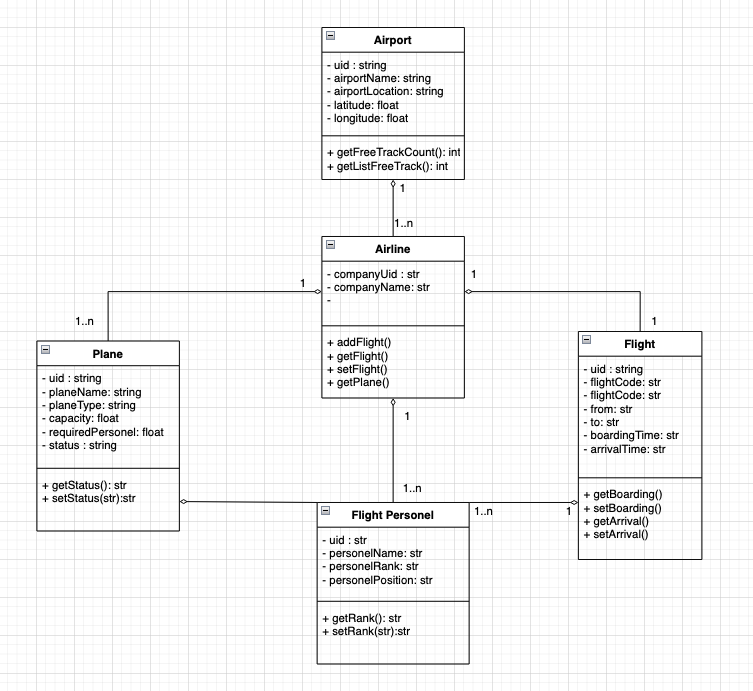 Airport
- uid : string
- airportName: string
- airportLocation: string
- latitude: float
- longitude: float
+ getFreeTrackCount(): int
+ getListFreeTrack(): int
1
1..n
Airline
- companyUid : str
- companyName: str
-
+ addFlight()
+ getFlight()
+ setFlight()
+ getPlane()
1
1
1..n
1
Plane
- uid : string
- planeName: string
- planeType: string
- capacity: float
- requiredPersonel: float
- status : string
+ getStatus(): str
+ setStatus(str):str
Flight
- uid : string
- flightCode: str
- flightCode: str
- from: str
- to: str
- boardingTime: str
- arrivalTime: str
+ getBoarding()
+ setBoarding()
+ getArrival()
+ setArrival()
1
1..n
1..n
1
Flight Personel
- uid : str
- personelName: str
- personelRank: str
- personelPosition: str
+ getRank(): str
+ setRank(str):str